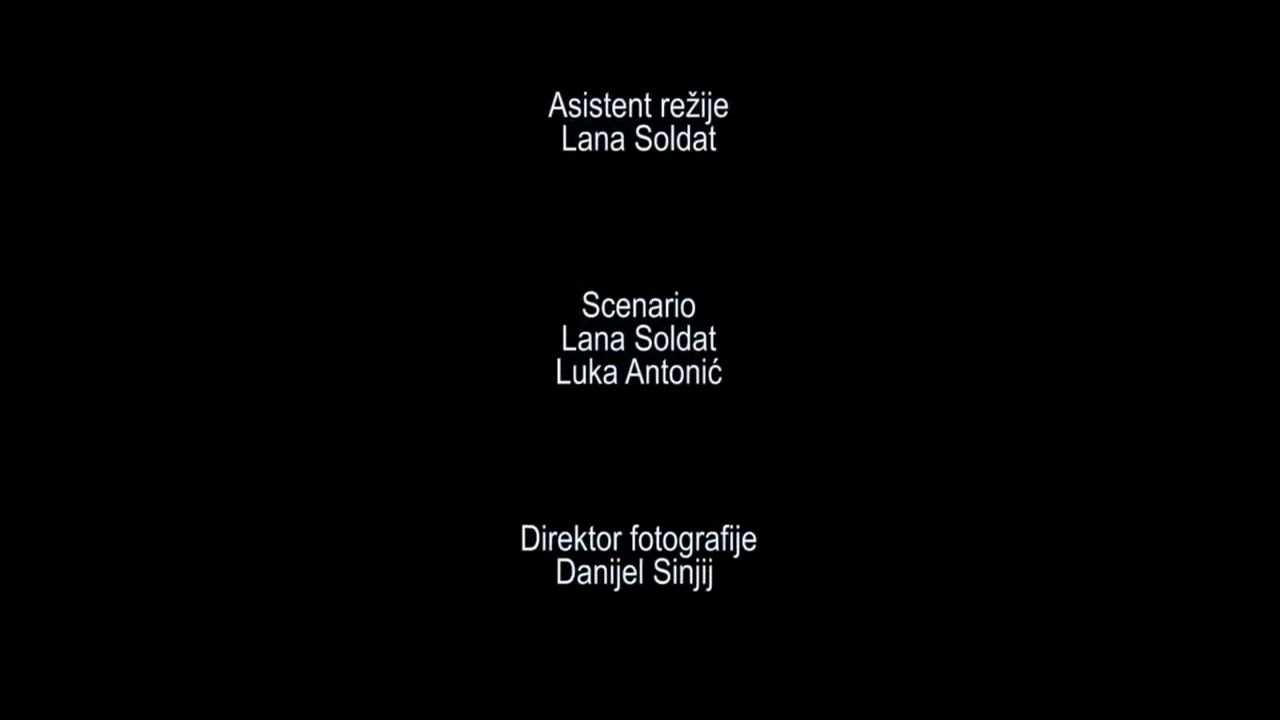 Asistent režije
Lana Soldat
Scenario
Lana Soldat
Luka Antonić
Direktor fotografije
Danijel Sinjij